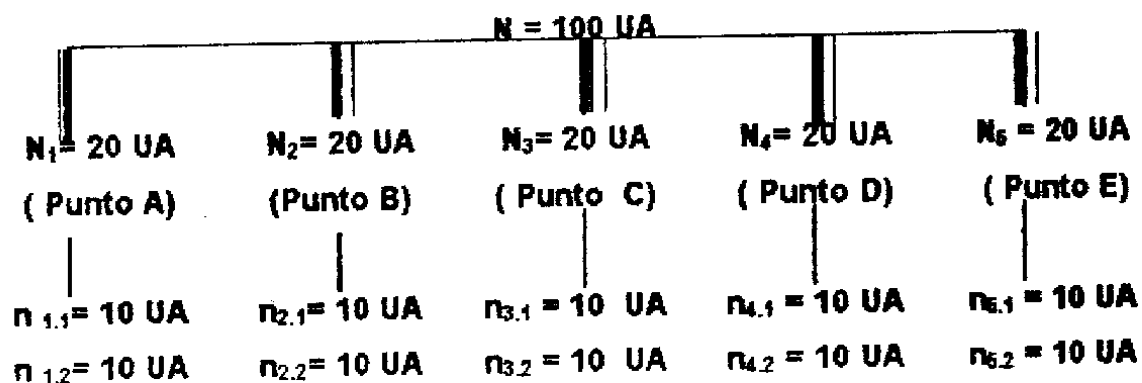 N = 100 UA
N₁= 20 UA N₂= 20 UA N₃= 20 UA N₄= 20 UA N₅ = 20 UA
( Punto A) (Punto B) ( Punto C) ( Punto D) ( Punto E)
n ₁.₁= 10 UA n₂.₁= 10 UA n₃.₁ = 10 UA n₄.₁ = 10 UA n₅.₁ = 10 UA
n ₁.₂= 10 UA n₂.₂= 10 UA n₃.₂ = 10 UA n₄.₂ = 10 UA n₅.₂ = 10 UA